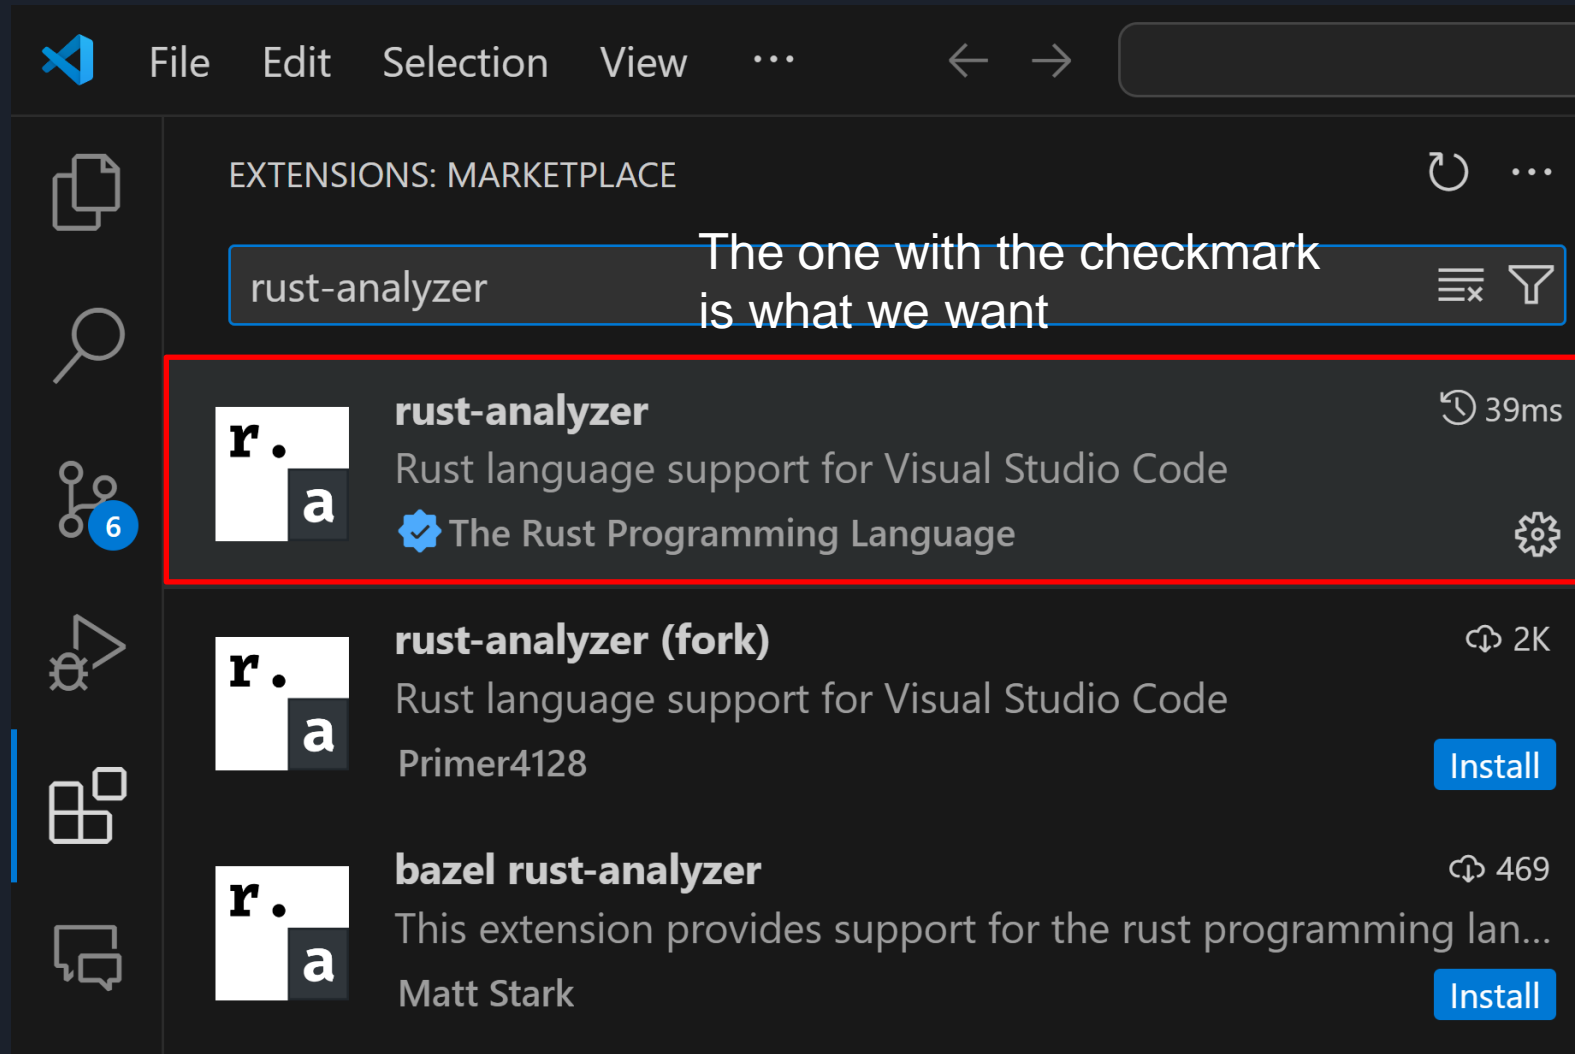 File Edit Selection View ...
EXTENSIONS: MARKETPLACE
The one with the checkmark
is what we want
rust-analyzer
rust-analyzer
39ms
Rust language support for Visual Studio Code
The Rust Programming Language
6
rust-analyzer (fork)
2K
Rust language support for Visual Studio Code
Primer4128
Install
bazel rust-analyzer
469
This extension provides support for the rust programming lan...
Matt Stark
Install
r.
a
r.
a
r.
a